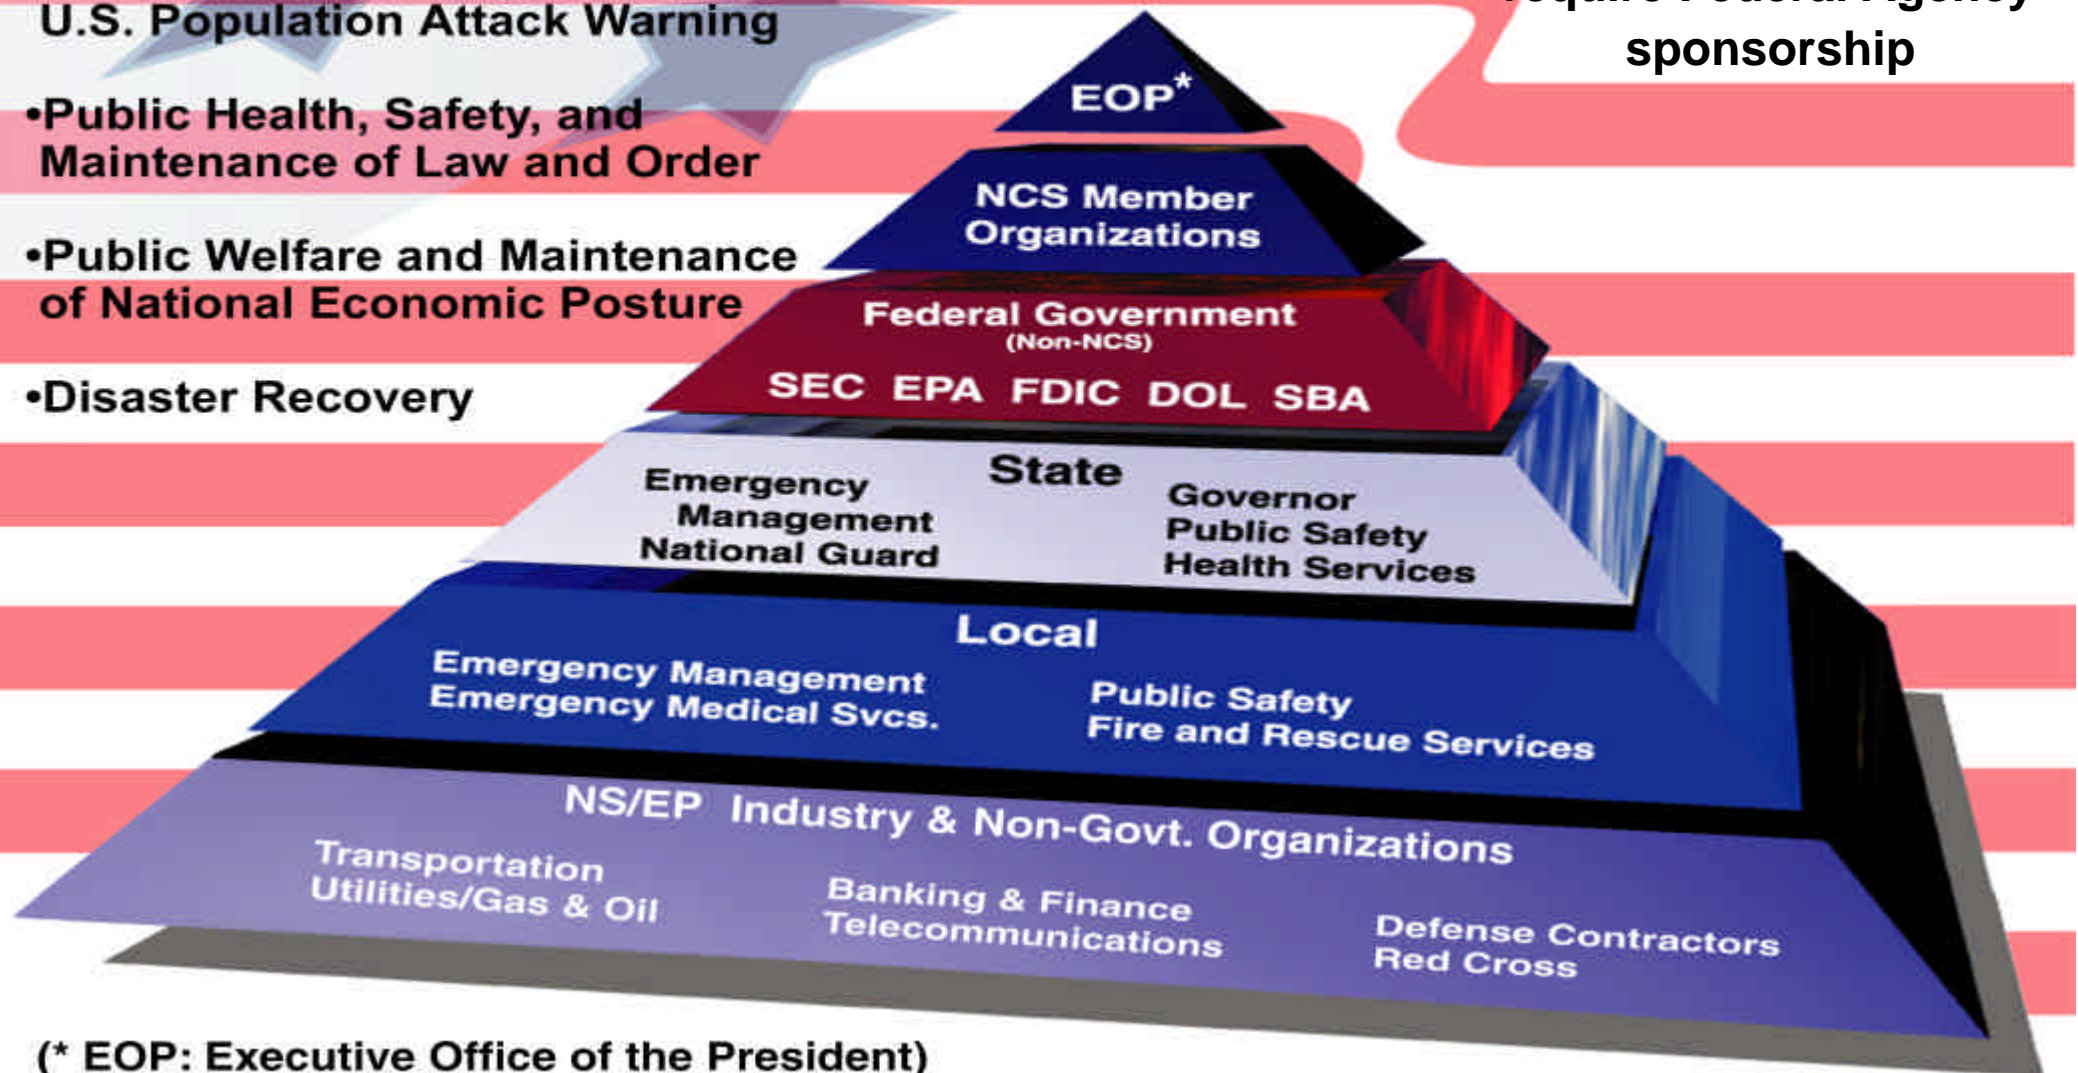 U.S. Population Attack Warning
•Public Health, Safety, and
Maintenance of Law and Order
•Public Welfare and Maintenance
of National Economic Posture
•Disaster Recovery
require Federal Agency
sponsorship
EOP*
NCS Member
Organizations
Federal Government
(Non-NCS)
SEC EPA FDIC DOL SBA
State
Emergency
Management
National Guard
Governor
Public Safety
Health Services
Local
Emergency Management
Emergency Medical Svcs.
Public Safety
Fire and Rescue Services
NS/EP Industry & Non-Govt. Organizations
Transportation
Utilities/Gas & Oil
Banking & Finance
Telecommunications
Defense Contractors
Red Cross
(* EOP: Executive Office of the President)